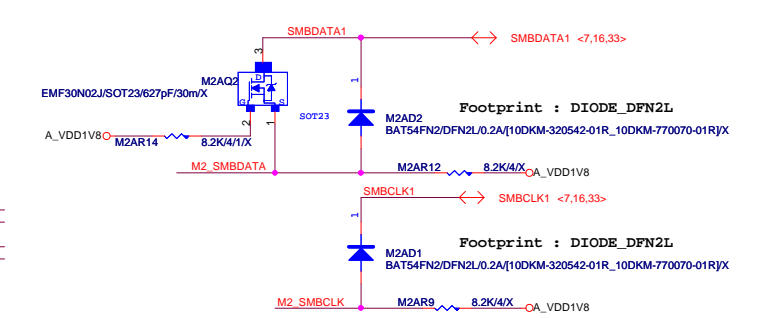 SMBDATA1
SMBDATA1 <7,16,33>
3
M2AQ2
D
EMF30N02J/SOT23/627pF/30m/X
G
S
1
Footprint : DIODE_DFN2L
SOT23
M2AD2
BAT54FN2/DFN2L/0.2A/[10DKM-320542-01R_10DKM-770070-01R]/X
2
1
A_VDD1V8
M2AR14
8.2K/4/1/X
M2_SMBDATA
M2AR12
8.2K/4/X
A_VDD1V8
SMBCLK1
SMBCLK1 <7,16,33>
1
Footprint : DIODE_DFN2L
M2AD1
BAT54FN2/DFN2L/0.2A/[10DKM-320542-01R_10DKM-770070-01R]/X
M2_SMBCLK
M2AR9
8.2K/4/X
A_VDD1V8